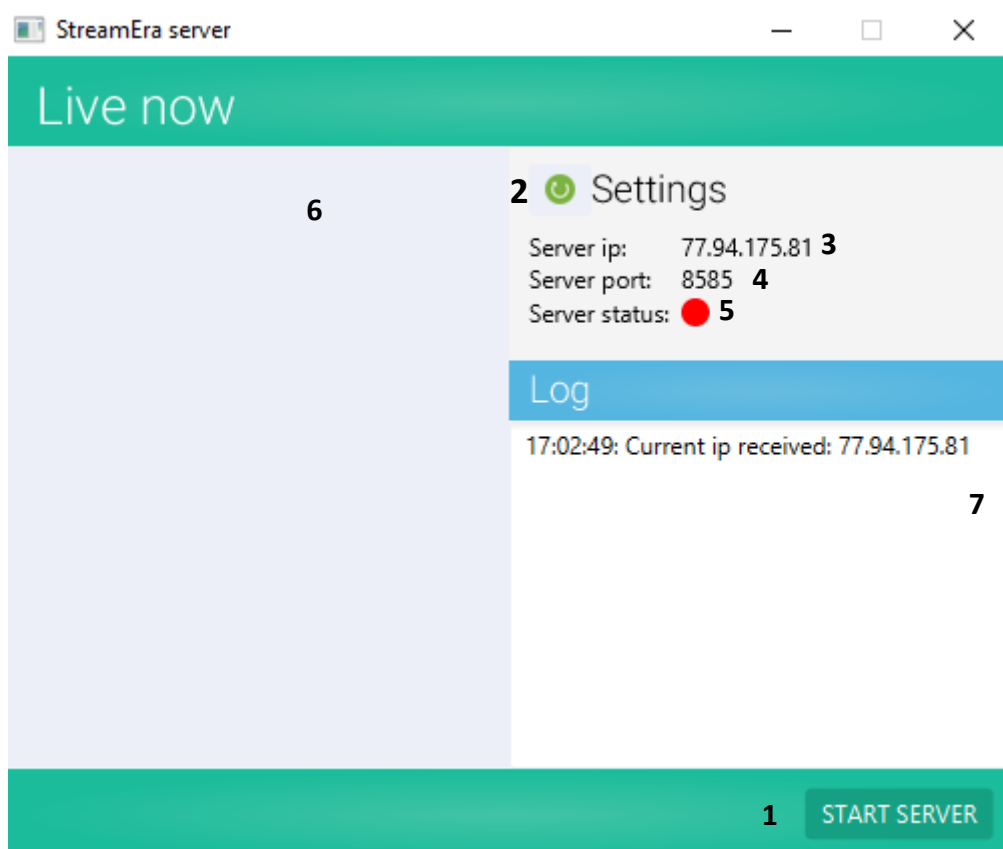 StreamEra server
Live now
6
2 Settings
Server ip: 77.94.175.81 3
Server port: 8585 4
Server status: 5
Log
17:02:49: Current ip received: 77.94.175.81
7
1 START SERVER